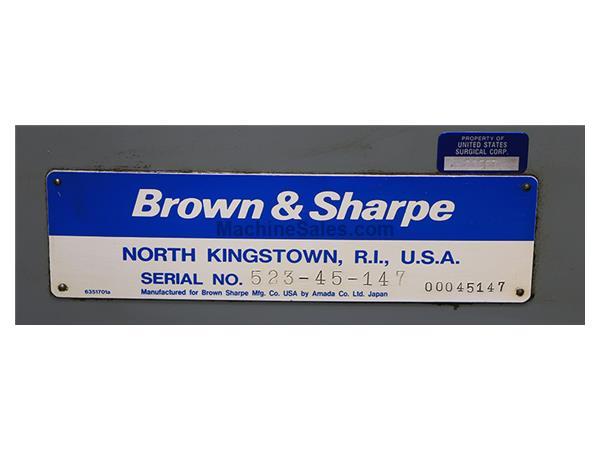 PROPERTY OF
UNITED STATES
SURGICAL CORP.
Brown & Sharpe
MachineSales.com
NORTH KINGSTOWN, R.I., U.S.A.
SERIAL NO. 523-45-147 00045147
6351701a Manufactured for Brown Sharpe Mfg. Co. USA by Amada Co. Ltd. Japan